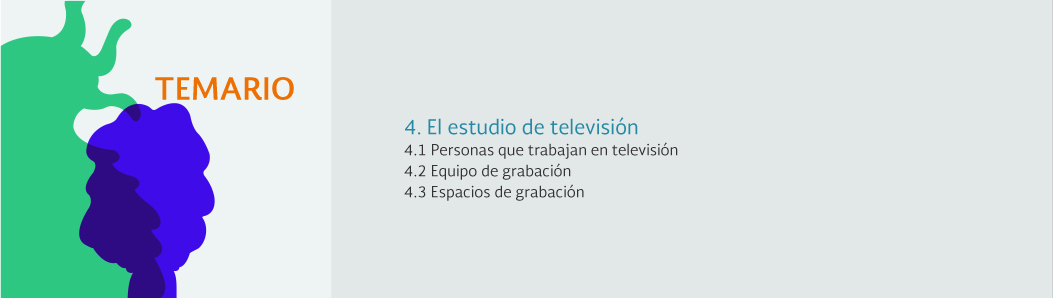 TEMARIO
4. El estudio de televisión
4.1 Personas que trabajan en televisión
4.2 Equipo de grabación
4.3 Espacios de grabación